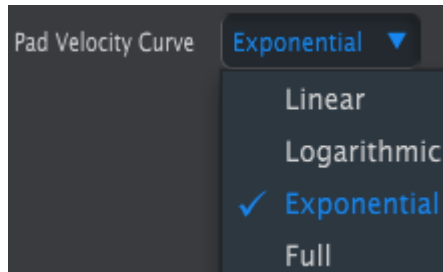 Pad Velocity Curve Exponential
Linear
Logarithmic
Exponential
Full